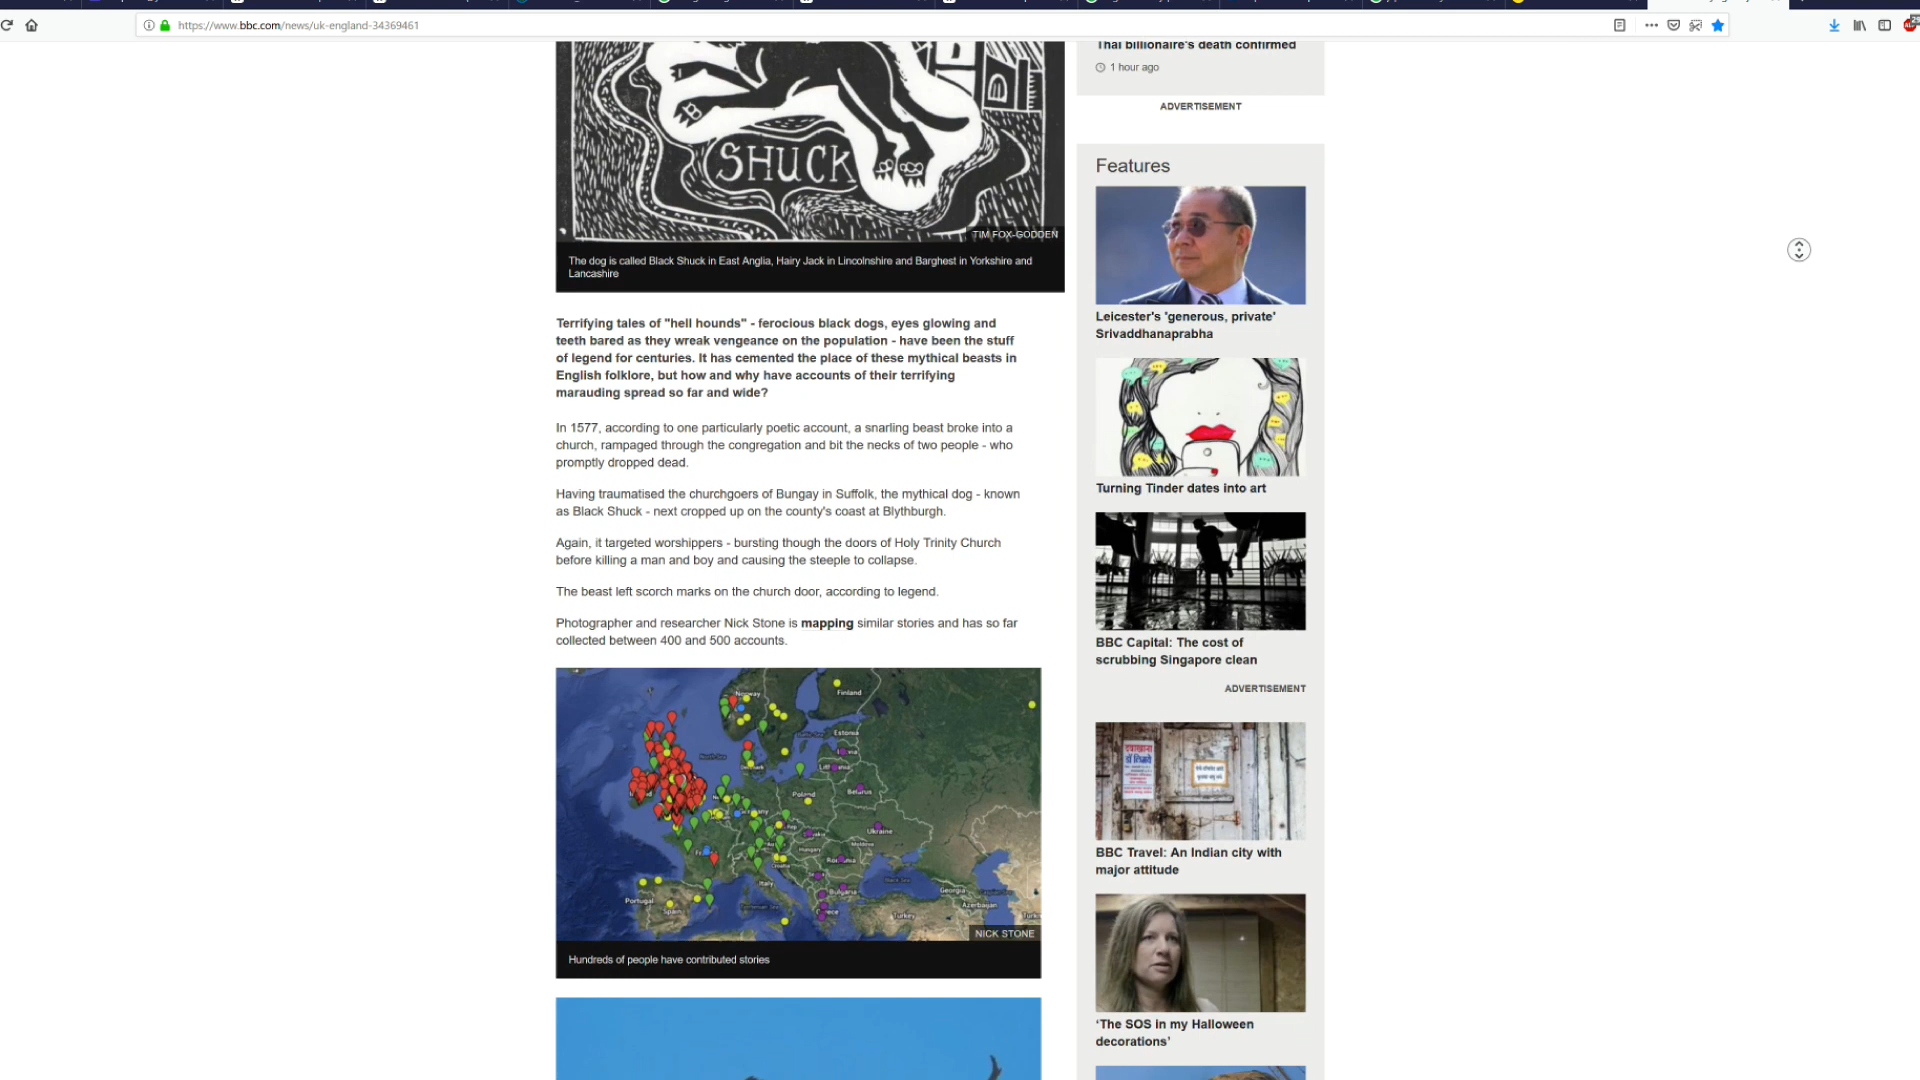 https://www.bbc.com/news/uk-england-34369461
SHUCK
TIM FOX-GODDEN
The dog is called Black Shuck in East Anglia, Hairy Jack in Lincolnshire and Barghest in Yorkshire and
Lancashire
Terrifying tales of "hell hounds" - ferocious black dogs, eyes glowing and
teeth bared as they wreak vengeance on the population - have been the stuff
of legend for centuries. It has cemented the place of these mythical beasts in
English folklore, but how and why have accounts of their terrifying
marauding spread so far and wide?
In 1577, according to one particularly poetic account, a snarling beast broke into a
church, rampaged through the congregation and bit the necks of two people - who
promptly dropped dead.
Having traumatised the churchgoers of Bungay in Suffolk, the mythical dog - known
as Black Shuck - next cropped up on the county's coast at Blythburgh.
Again, it targeted worshippers - bursting though the doors of Holy Trinity Church
before killing a man and boy and causing the steeple to collapse.
The beast left scorch marks on the church door, according to legend.
Photographer and researcher Nick Stone is mapping similar stories and has so far
collected between 400 and 500 accounts.
Norway
Finland
Estonia
North Sea
Poland
Belarus
Ukraine
Moldova
Hungary
Italy
Bulgaria
Black Sea
Georgia
Azerbaijan
Portugal
Spain
Turkey
NICK STONE
Hundreds of people have contributed stories
Thai billionaire's death confirmed
1 hour ago
ADVERTISEMENT
Features
Leicester's 'generous, private'
Srivaddhanaprabha
Turning Tinder dates into art
BBC Capital: The cost of
scrubbing Singapore clean
ADVERTISEMENT
BBC Travel: An Indian city with
major attitude
‘The SOS in my Halloween
decorations’